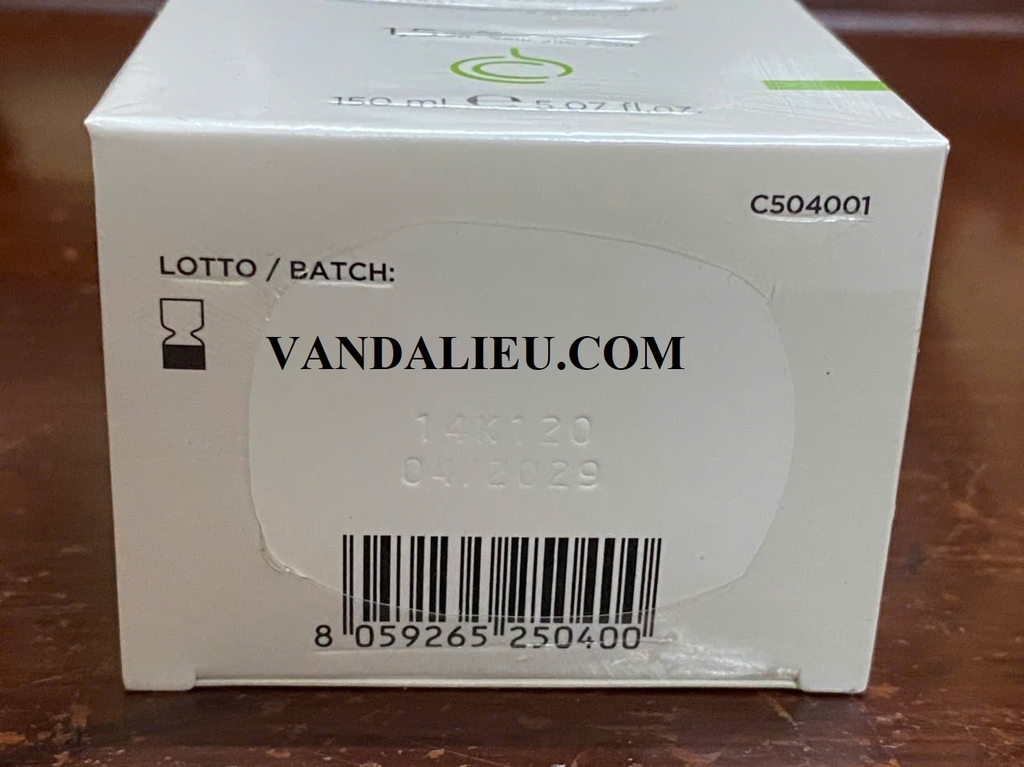 150 ml e 5.07 fl.oz
C504001
LOTTO / BATCH:
VANDALIEU.COM
14K120
04/2029
8 059265 250400